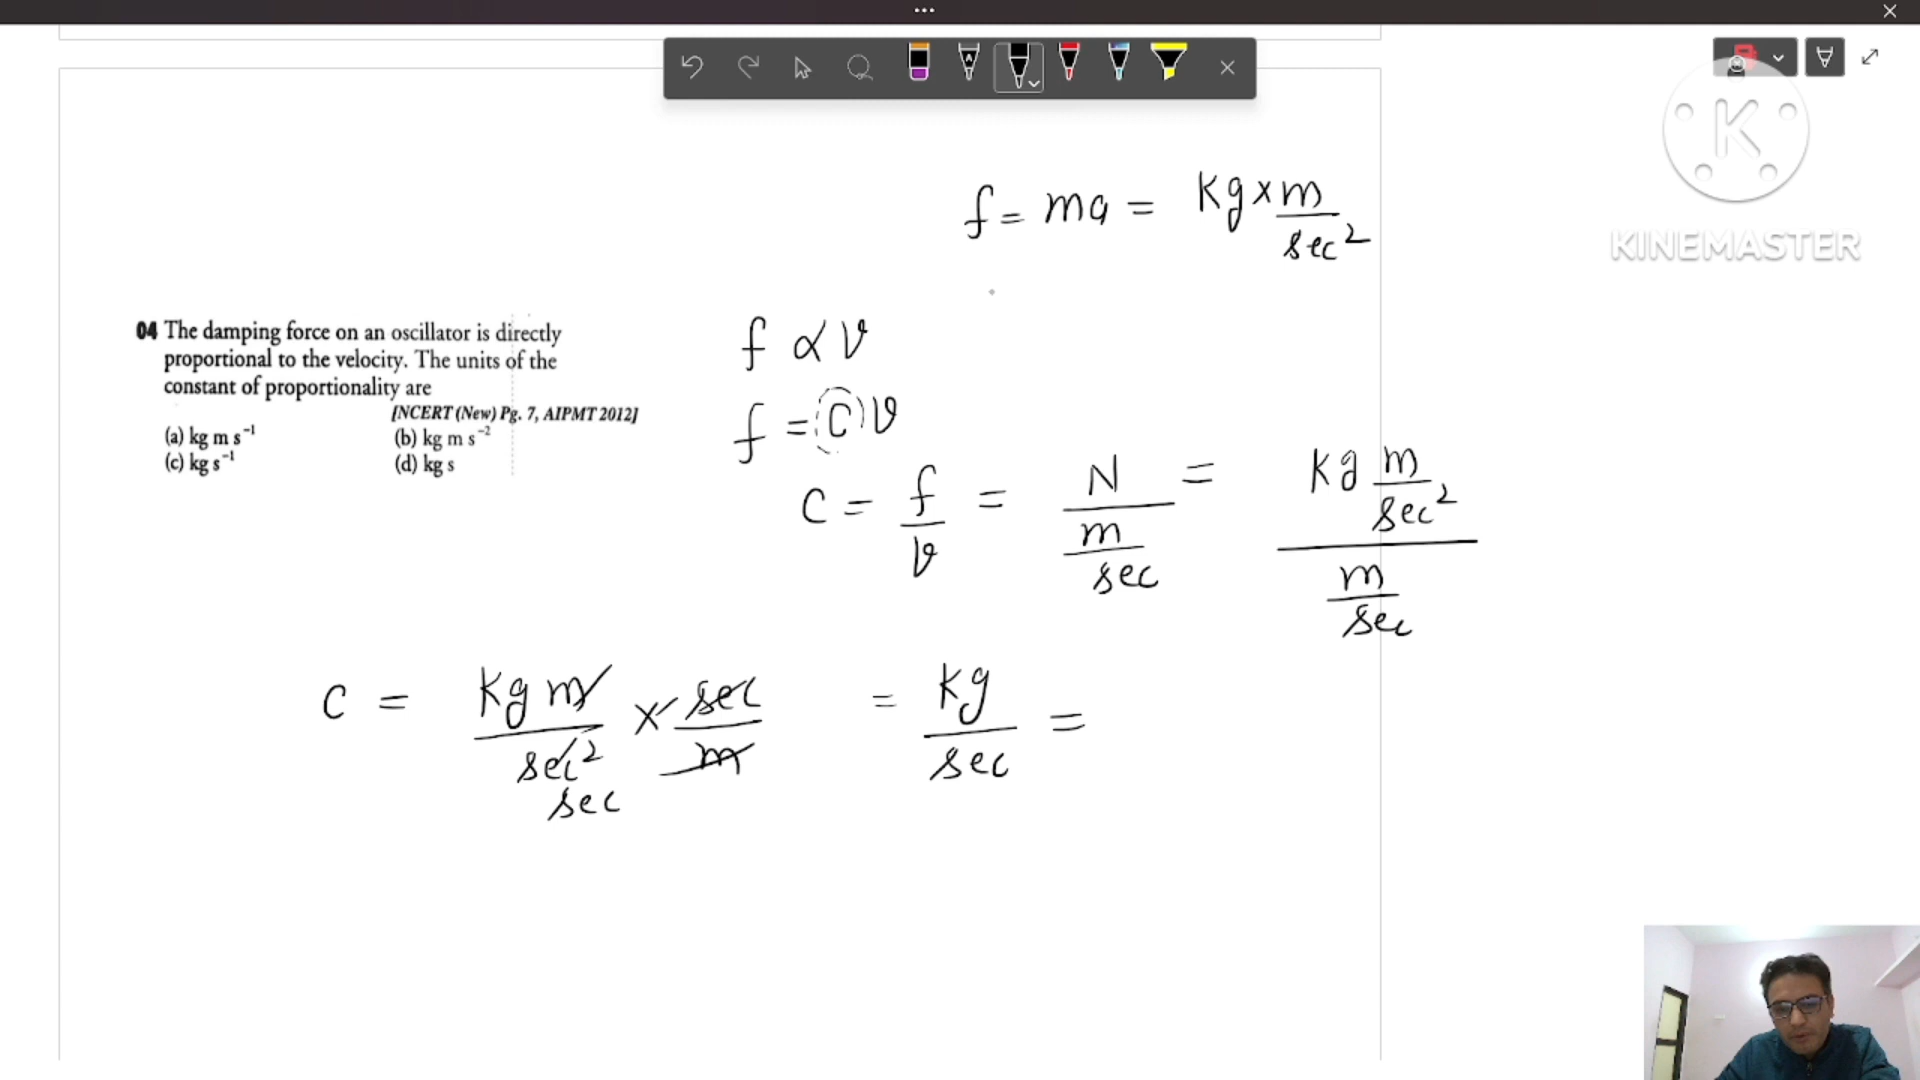 KINEMASTER
K
f = ma = Kg × m / sec²
04 The damping force on an oscillator is directly
proportional to the velocity. The units of the
constant of proportionality are
[NCERT (New) Pg. 7, AIPMT 2012]
(a) kg m s⁻¹ (b) kg m s⁻²
(c) kg s⁻¹ (d) kg s
f ∝ v
f = C v
C = f / v = N / (m / sec) = (Kg m / sec²) / (m / sec)
C = Kg m / sec² × sec / m = Kg / sec =
sec